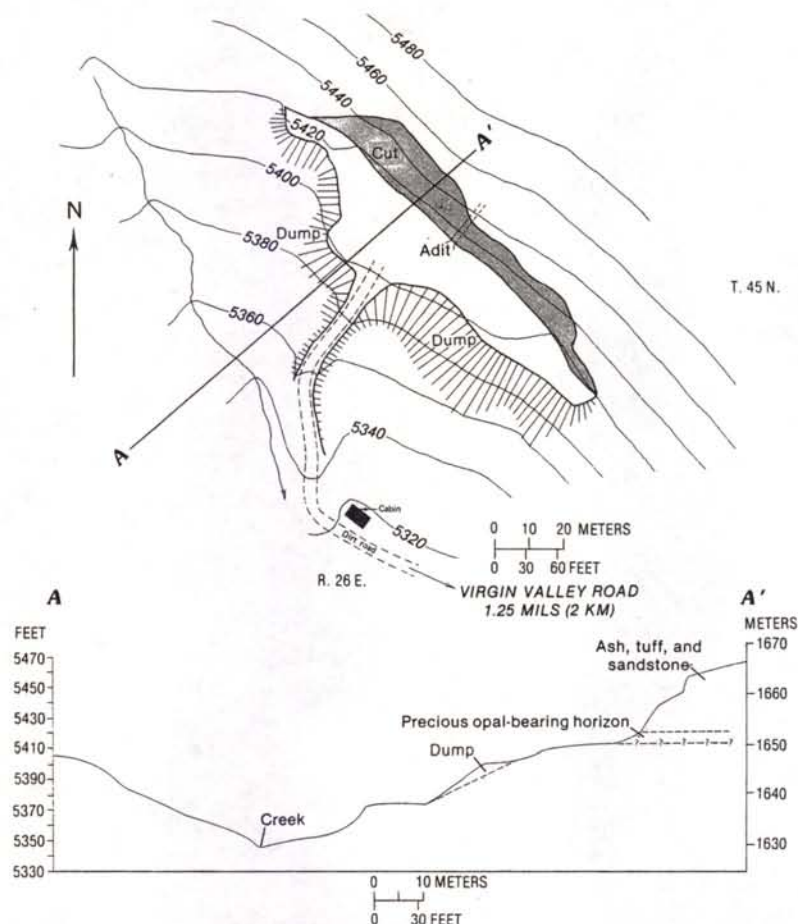 5480
5460
5440
A'
5420
Cut
5400
N
Dump
5380
Adit
T. 45 N.
5360
Dump
A
5340
Cabin
5320
Dirt road
0 10 20 METERS
0 30 60 FEET
R. 26 E.
VIRGIN VALLEY ROAD
1.25 MILS (2 KM)
A
A'
FEET
METERS
5470
5450
5430
5410
5390
5370
5350
5330
1670
1660
1650
1640
1630
Ash, tuff, and
sandstone
Precious opal-bearing horizon
? ? ? ? ?
Dump
Creek
0 10 METERS
0 30 FEET